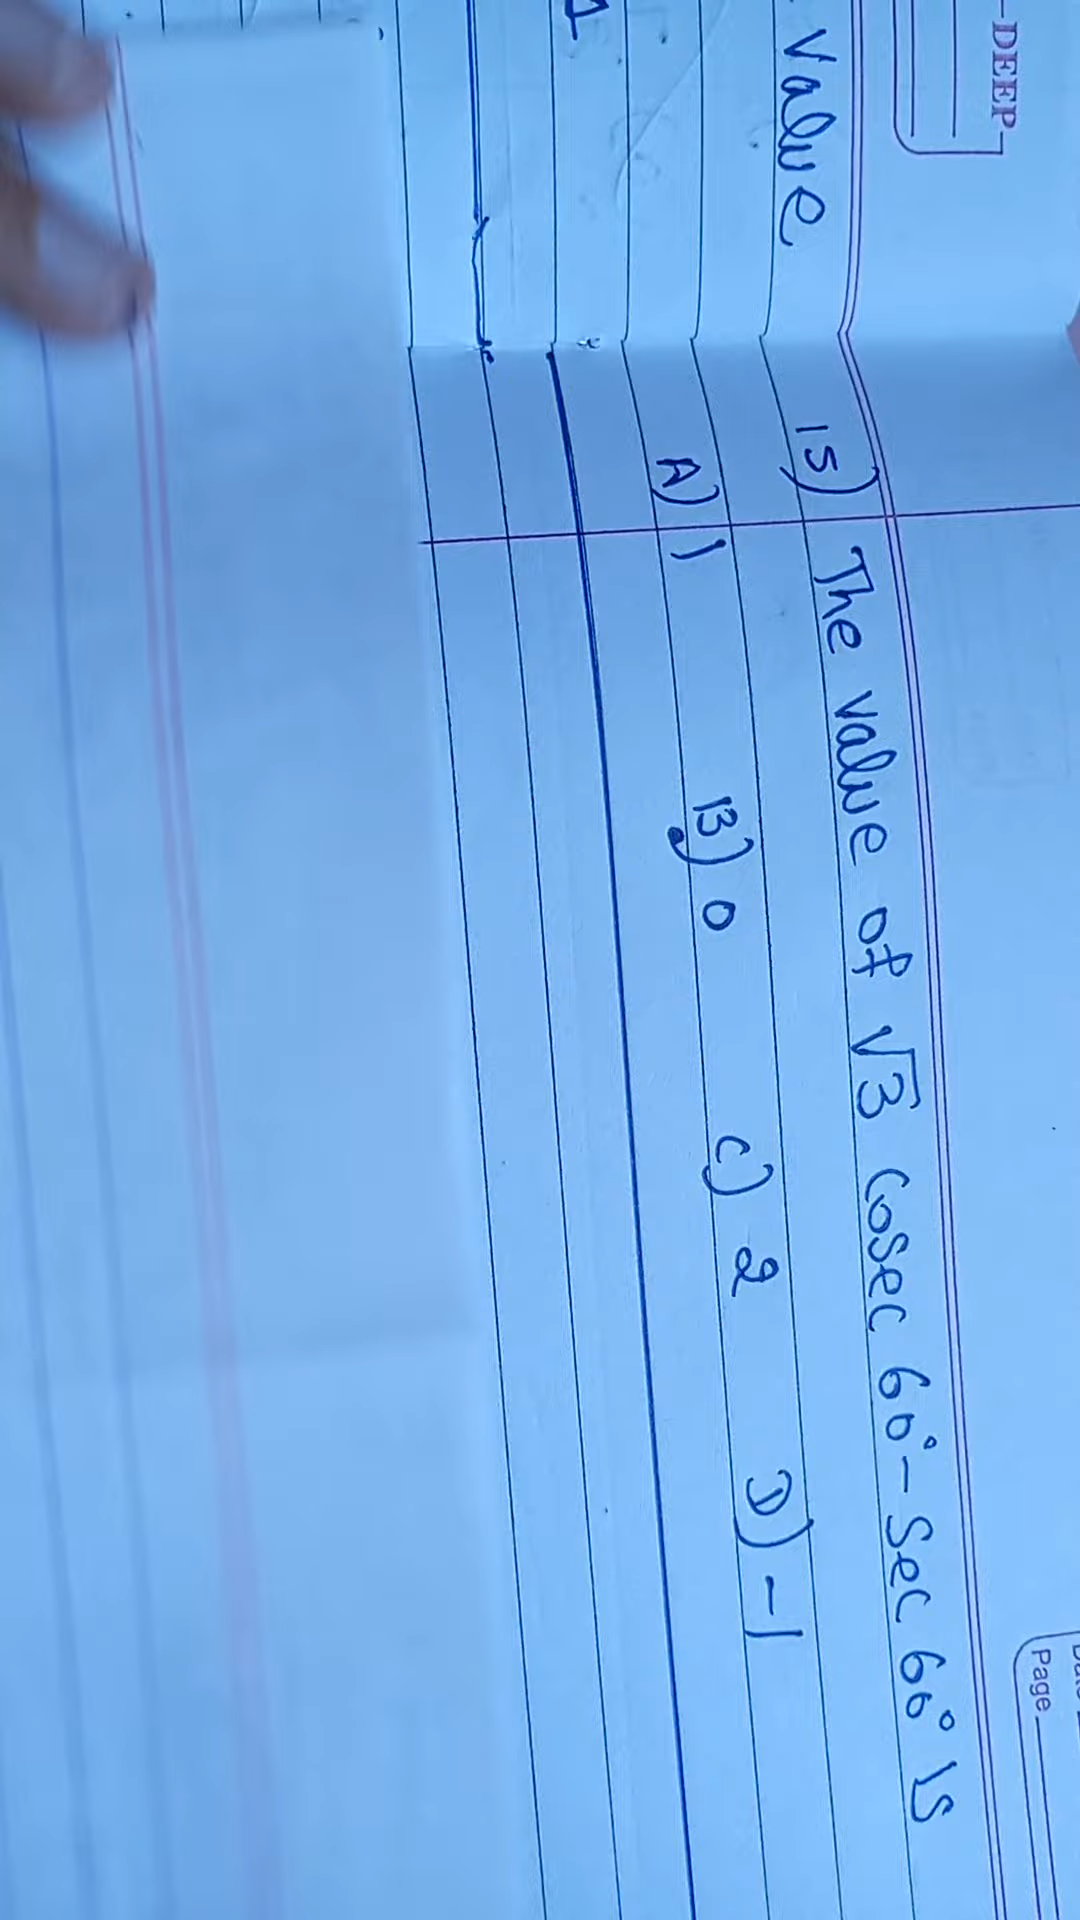 DEEP
Value
Page
15) The value of √3 cosec 60° - Sec 60° is
A) 1 B) 0 C) 2 D) -1